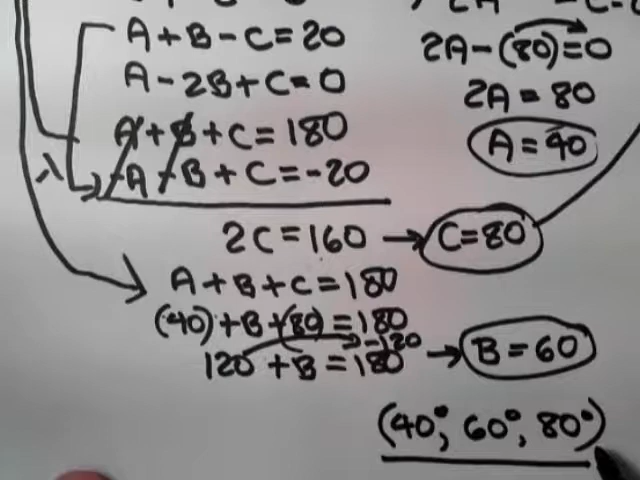 A+B-C=20
A-2B+C=0
A+B+C=180
-A-B+C=-20
2C=160 → C=80
2A-(80)=0
2A=80
A=40
A+B+C=180
(40)+B+(80)=180
-120
120+B=180 → B=60
(40°, 60°, 80°)